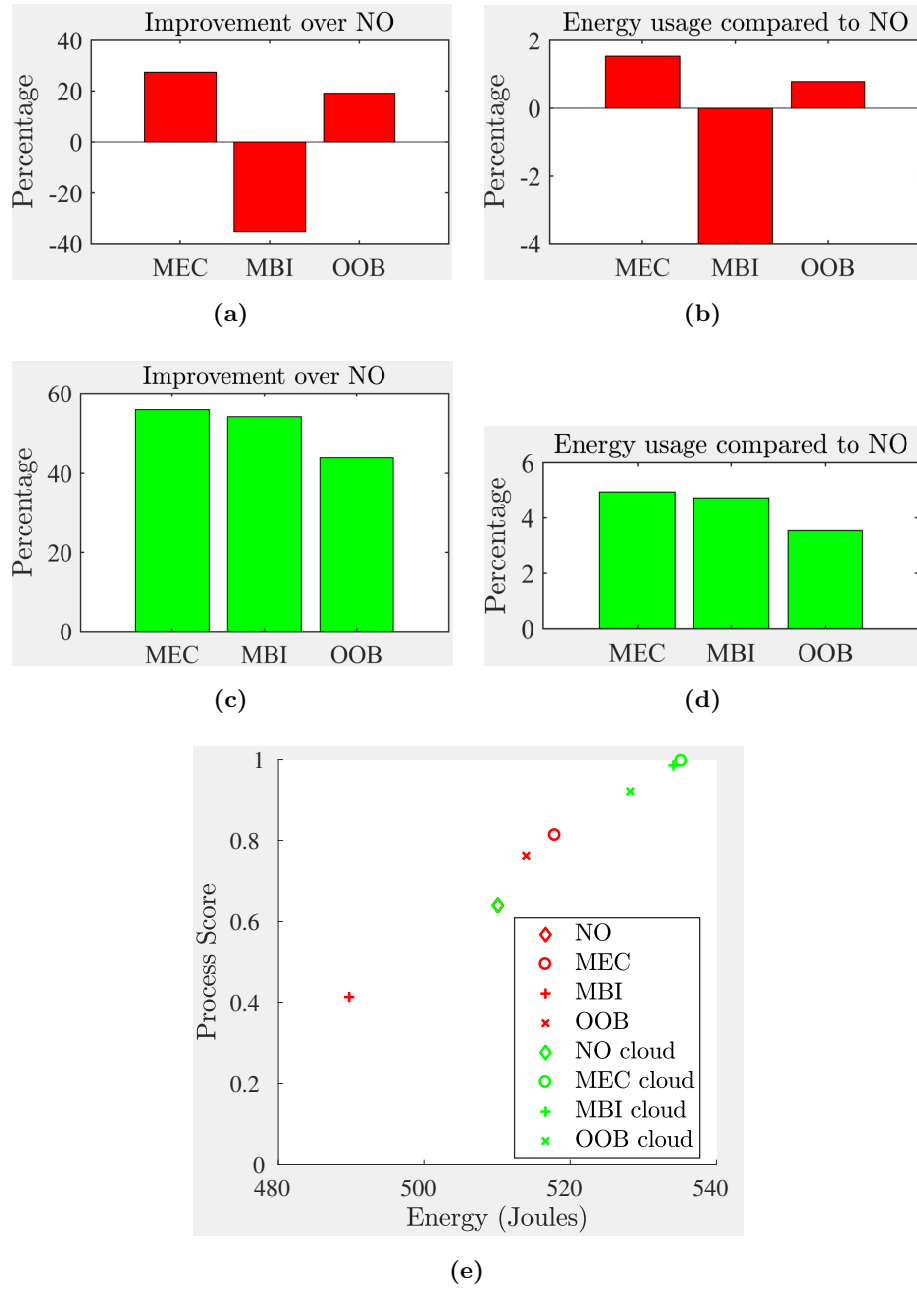 Improvement over NO
Percentage
40
20
0
-20
-40
MEC MBI OOB
(a)
Energy usage compared to NO
Percentage
2
0
-2
-4
MEC MBI OOB
(b)
Improvement over NO
Percentage
60
40
20
0
MEC MBI OOB
(c)
Energy usage compared to NO
Percentage
6
4
2
0
MEC MBI OOB
(d)
Process Score
1
0.8
0.6
0.4
0.2
0
480 500 520 540
Energy (Joules)
NO
MEC
MBI
OOB
NO cloud
MEC cloud
MBI cloud
OOB cloud
(e)